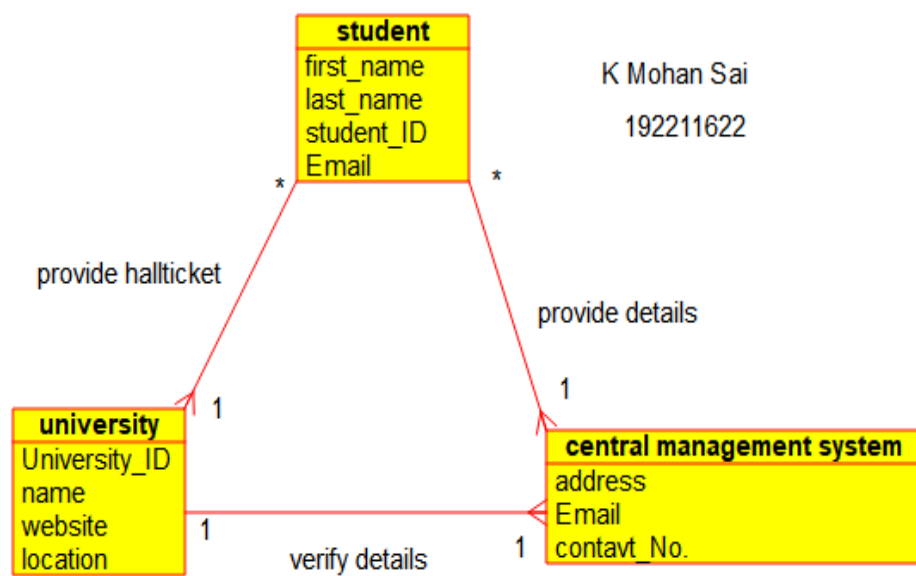 student
first_name
last_name
student_ID
Email
K Mohan Sai
192211622
*
*
provide hallticket
provide details
1
1
university
University_ID
name
website
location
central management system
address
Email
contavt_No.
1
verify details
1